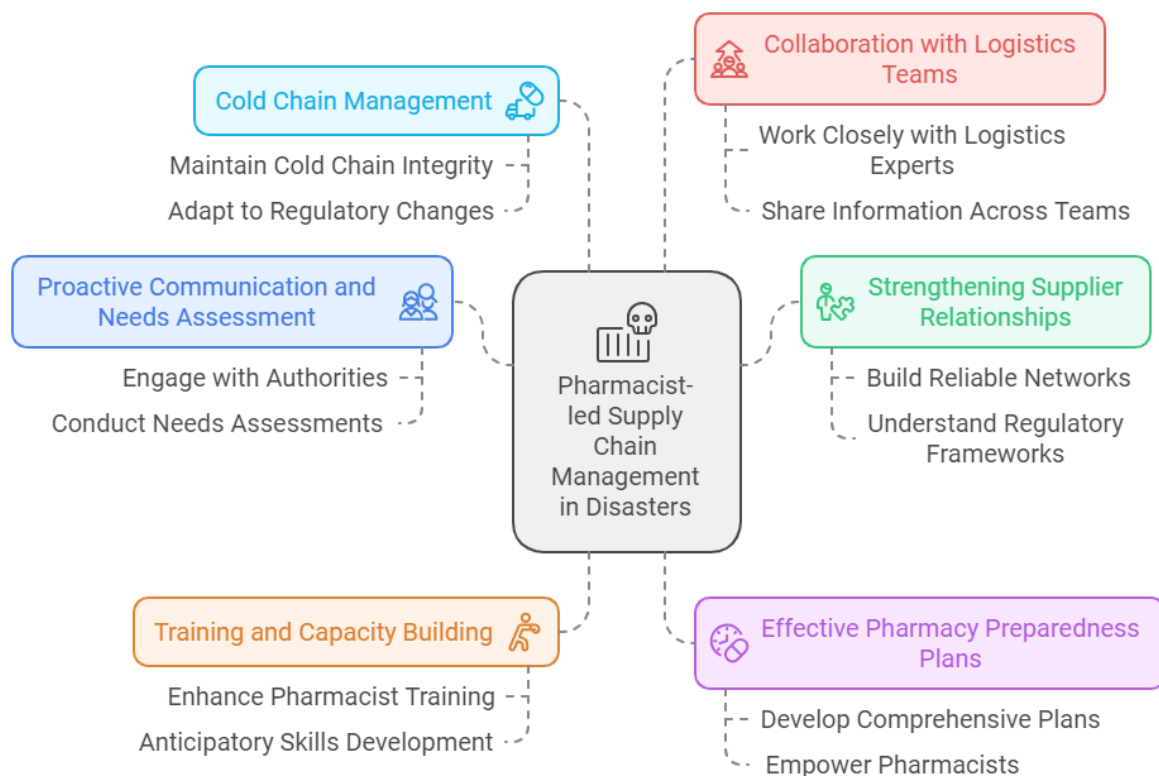 Collaboration with Logistics
Teams
Work Closely with Logistics
Experts
Share Information Across Teams
Cold Chain Management
Maintain Cold Chain Integrity
Adapt to Regulatory Changes
Proactive Communication and
Needs Assessment
Engage with Authorities
Conduct Needs Assessments
Strengthening Supplier
Relationships
Build Reliable Networks
Understand Regulatory
Frameworks
Pharmacist-
led Supply
Chain
Management
in Disasters
Training and Capacity Building
Enhance Pharmacist Training
Anticipatory Skills Development
Effective Pharmacy Preparedness
Plans
Develop Comprehensive Plans
Empower Pharmacists